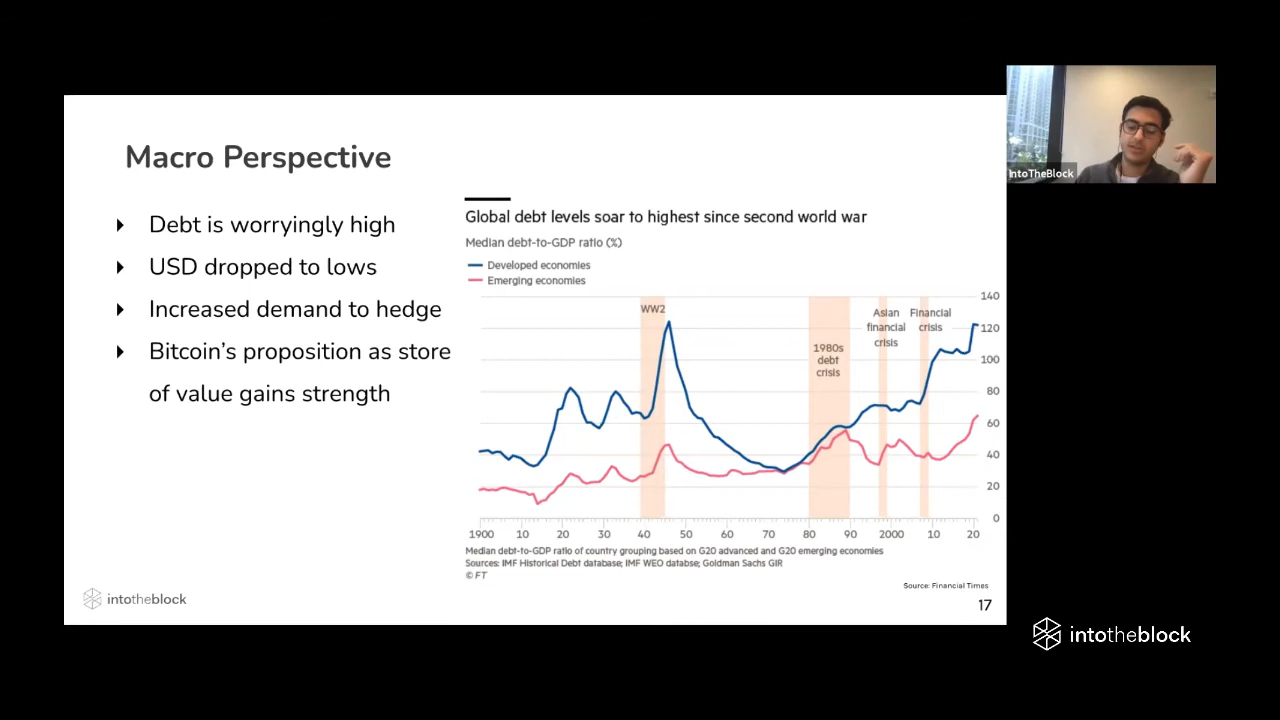 Macro Perspective
Debt is worryingly high
USD dropped to lows
Increased demand to hedge
Bitcoin's proposition as store
of value gains strength
Global debt levels soar to highest since second world war
Median debt-to-GDP ratio (%)
Developed economies
Emerging economies
WW2
1980s
debt
crisis
Asian
financial
crisis
Financial
crisis
140
120
100
80
60
40
20
0
1900 10 20 30 40 50 60 70 80 90 2000 10 20
Median debt-to-GDP ratio of country grouping based on G20 advanced and G20 emerging economies
Sources: IMF Historical Debt database; IMF WEO databse; Goldman Sachs GIR
© FT
Source: Financial Times
17
intotheblock
IntoTheBlock
intotheblock